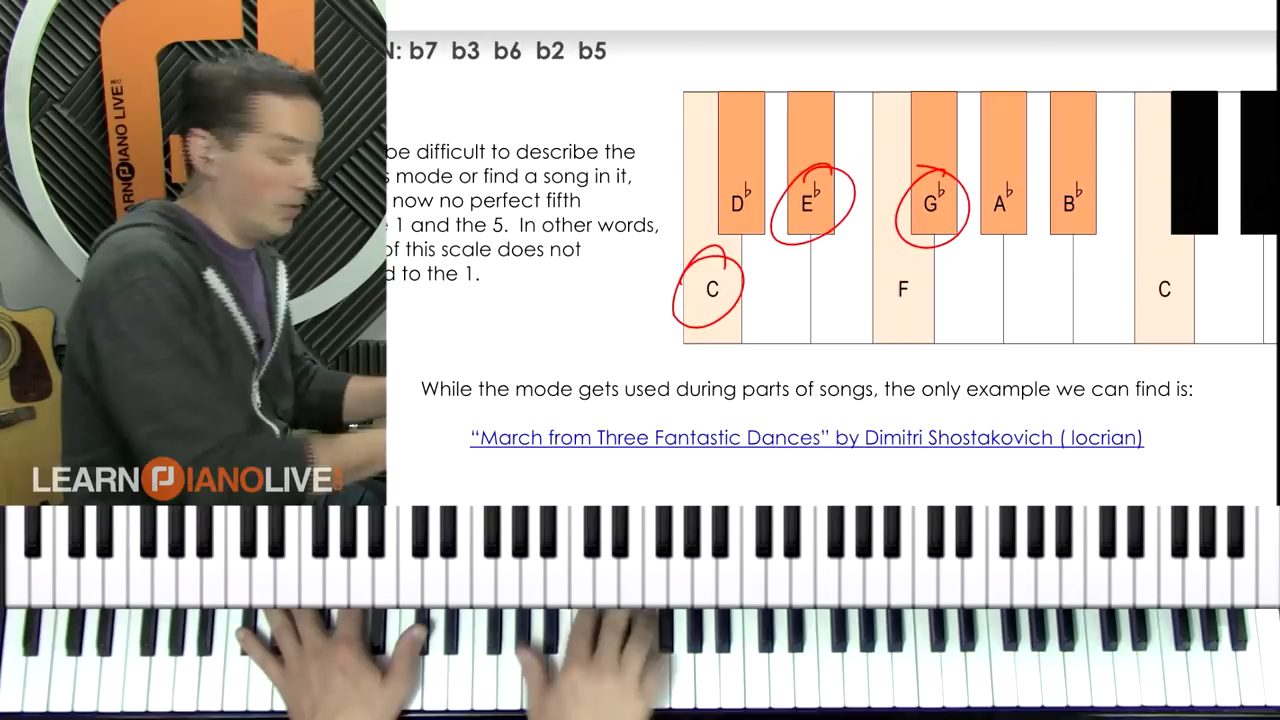 N: b7 b3 b6 b2 b5
be difficult to describe the
s mode or find a song in it,
now no perfect fifth
1 and the 5. In other words,
of this scale does not
d to the 1.
D♭ E♭ G♭ A♭ B♭
C F C
While the mode gets used during parts of songs, the only example we can find is:
“March from Three Fantastic Dances” by Dimitri Shostakovich ( locrian)
LEARN PIANO LIVE
LEARNPIANOLIVE